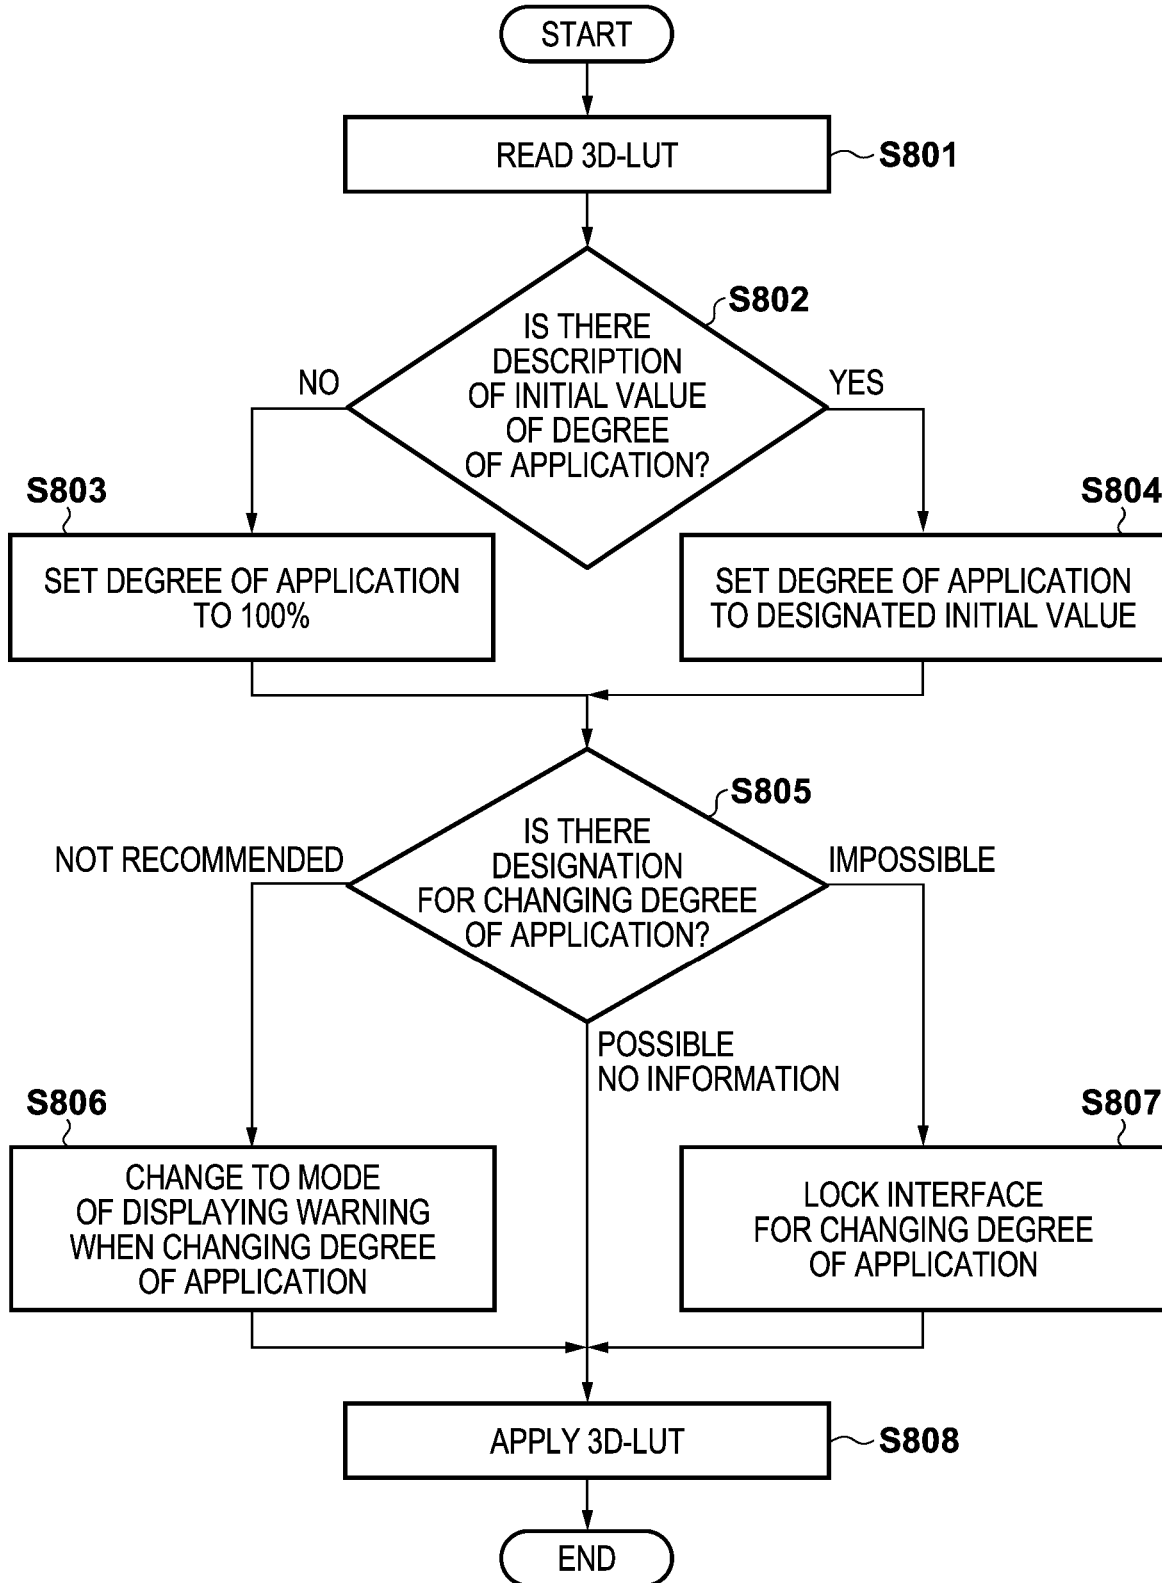 START
READ 3D-LUT
S801
S802
IS THERE
DESCRIPTION
OF INITIAL VALUE
OF DEGREE
OF APPLICATION?
NO
YES
S803
SET DEGREE OF APPLICATION
TO 100%
S804
SET DEGREE OF APPLICATION
TO DESIGNATED INITIAL VALUE
S805
IS THERE
DESIGNATION
FOR CHANGING DEGREE
OF APPLICATION?
NOT RECOMMENDED
IMPOSSIBLE
POSSIBLE
NO INFORMATION
S806
CHANGE TO MODE
OF DISPLAYING WARNING
WHEN CHANGING DEGREE
OF APPLICATION
S807
LOCK INTERFACE
FOR CHANGING DEGREE
OF APPLICATION
APPLY 3D-LUT
S808
END